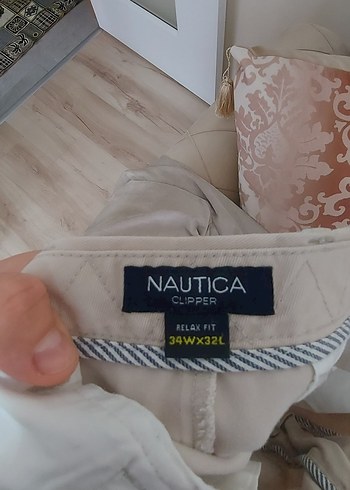 NAUTICA
CLIPPER
RELAX FIT
34WX32L